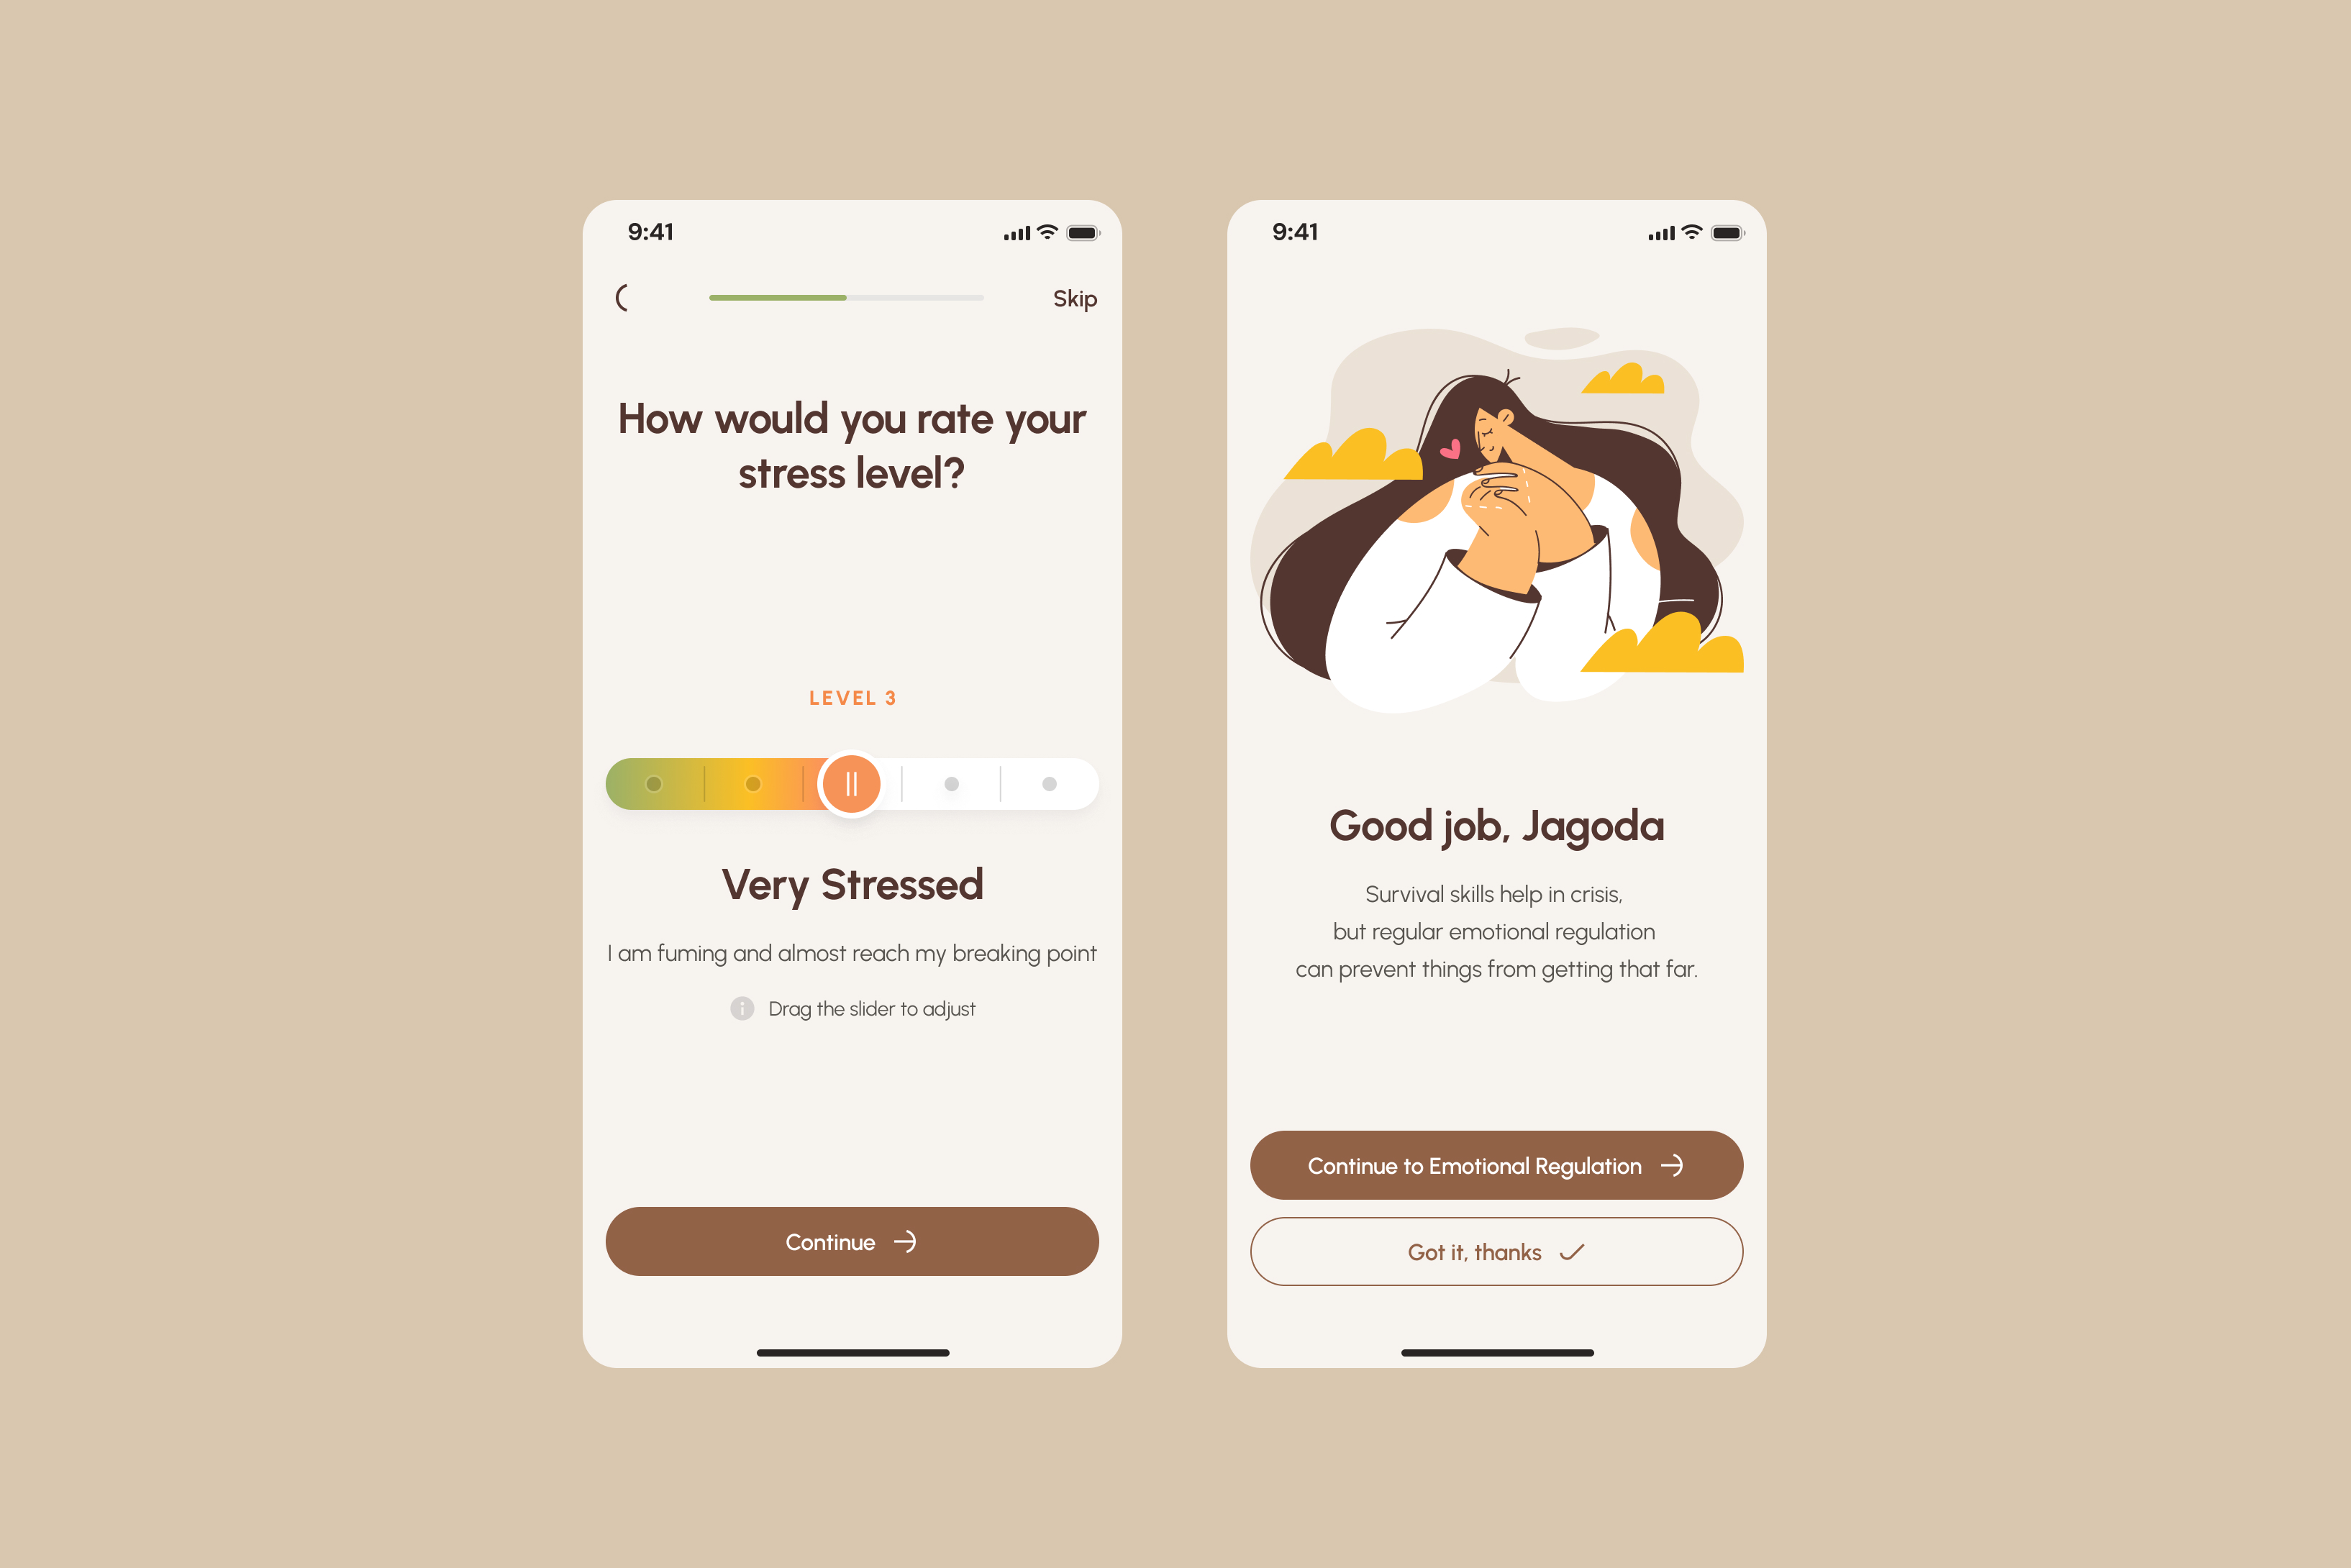 9:41
Skip
How would you rate your
stress level?
LEVEL 3
Very Stressed
I am fuming and almost reach my breaking point
Drag the slider to adjust
Continue
9:41
Good job, Jagoda
Survival skills help in crisis,
but regular emotional regulation
can prevent things from getting that far.
Continue to Emotional Regulation
Got it, thanks